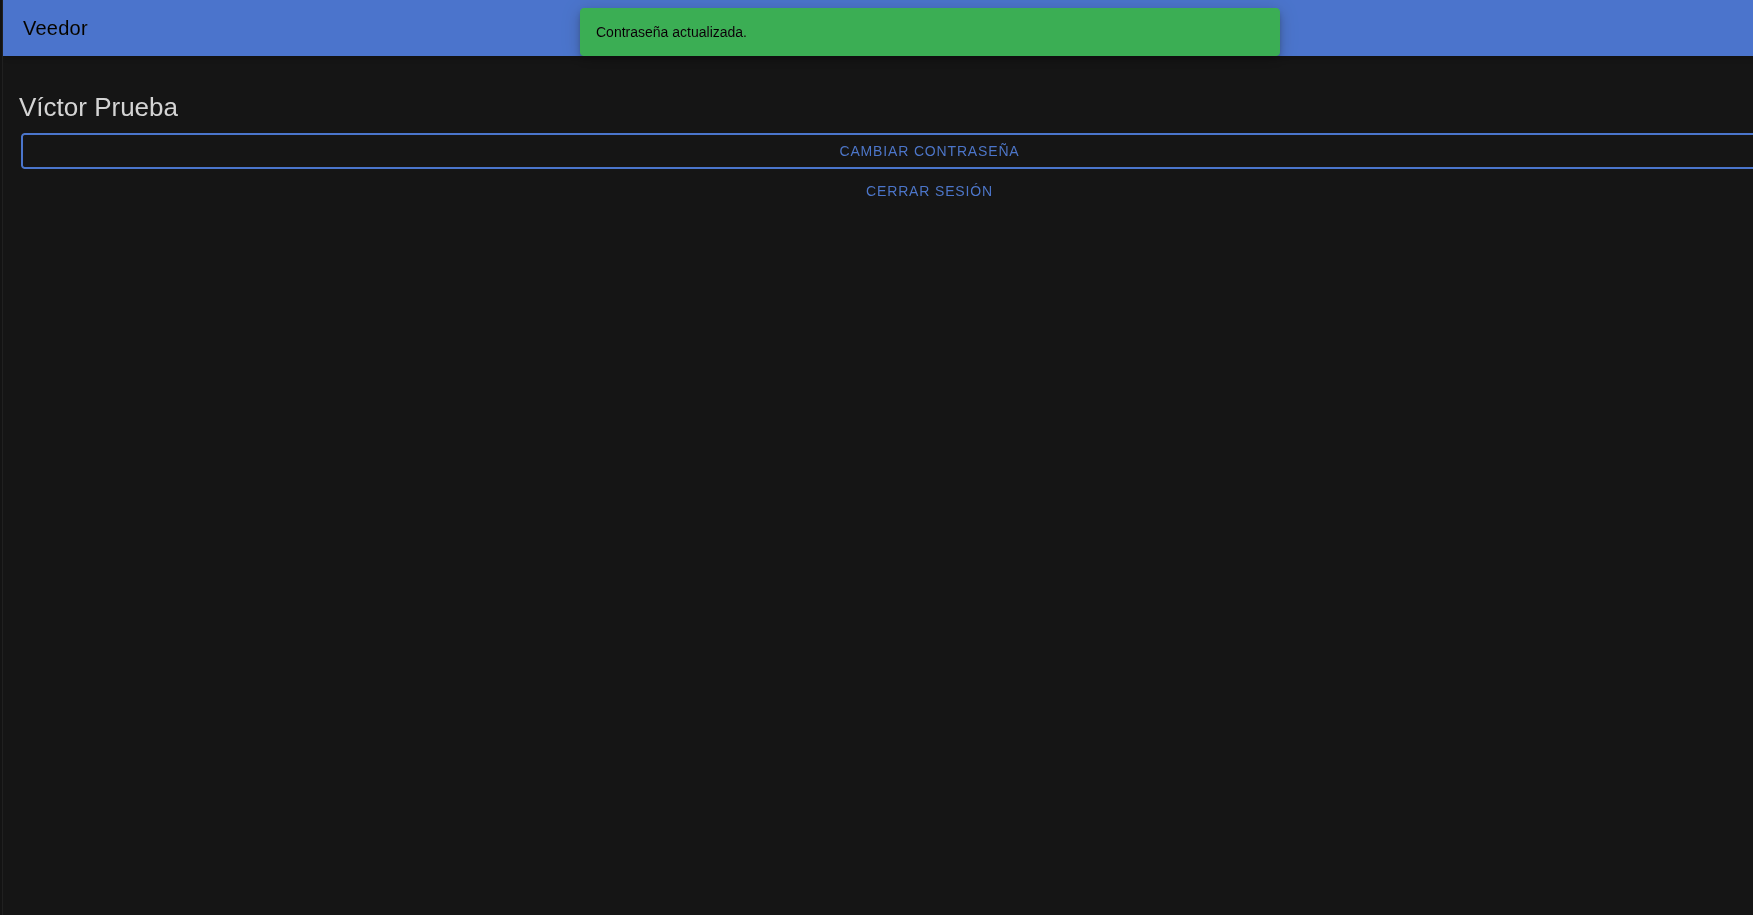 Veedor
Contraseña actualizada.
Víctor Prueba
CAMBIAR CONTRASEÑA
CERRAR SESIÓN